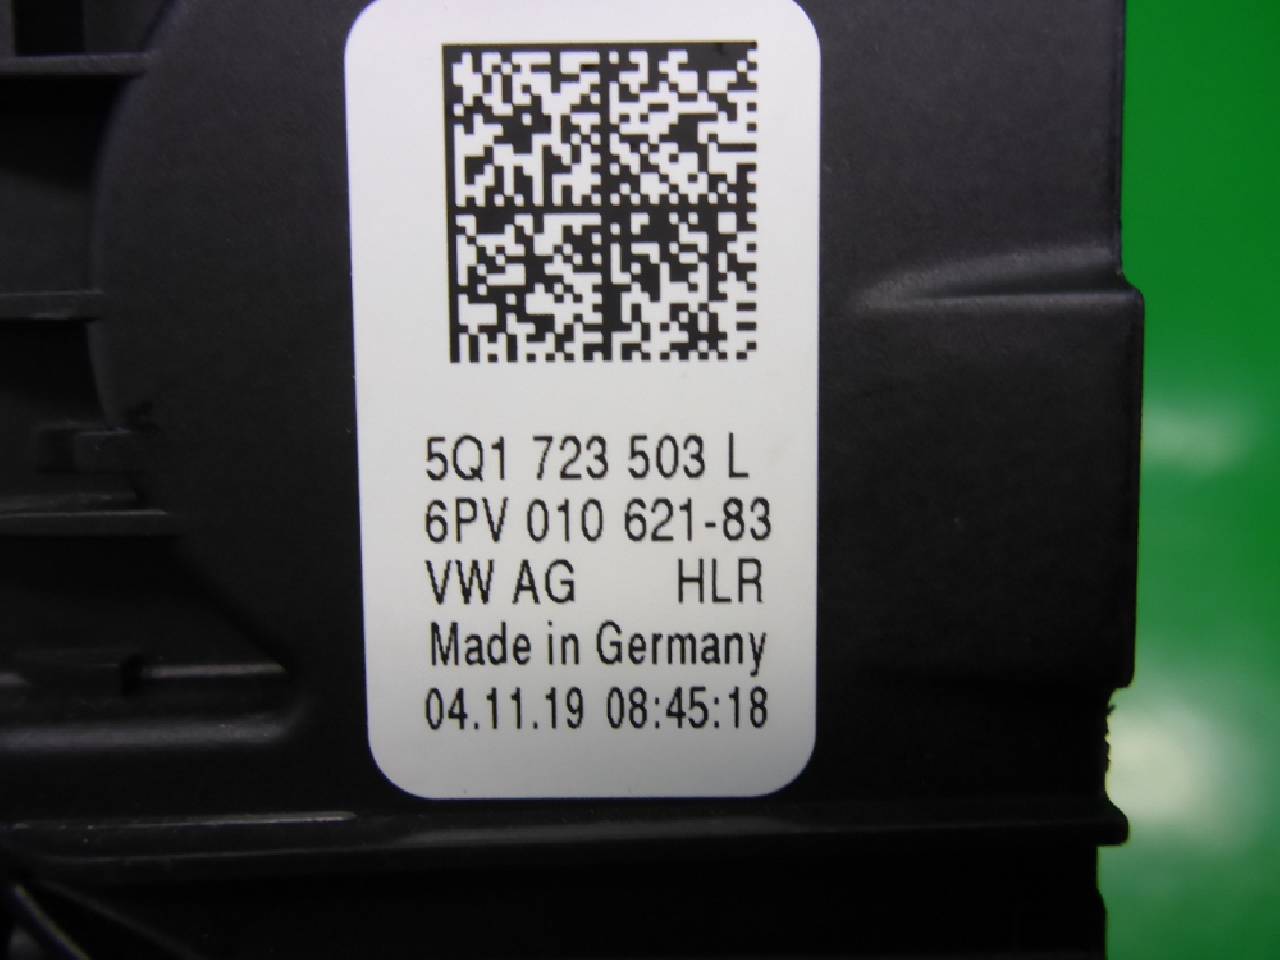 5Q1 723 503 L
6PV 010 621-83
VW AG HLR
Made in Germany
04.11.19 08:45:18